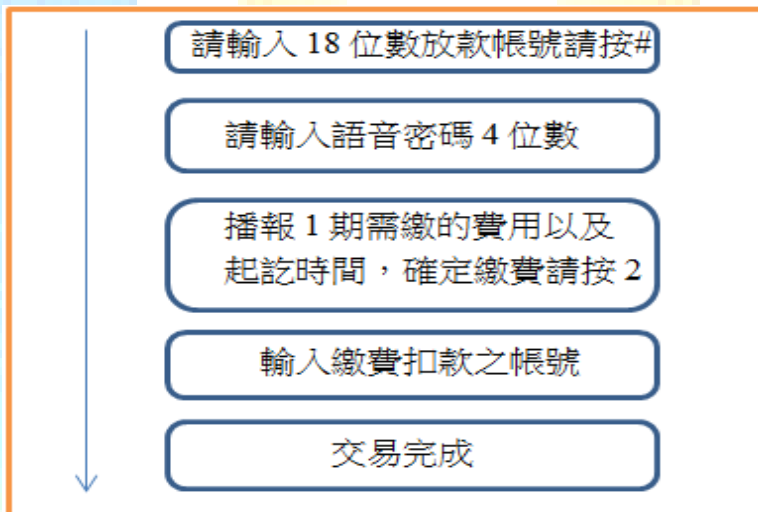 請輸入 18 位數放款帳號請按#
請輸入語音密碼 4 位數
播報 1 期需繳的費用以及
起訖時間，確定繳費請按 2
輸入繳費扣款之帳號
交易完成